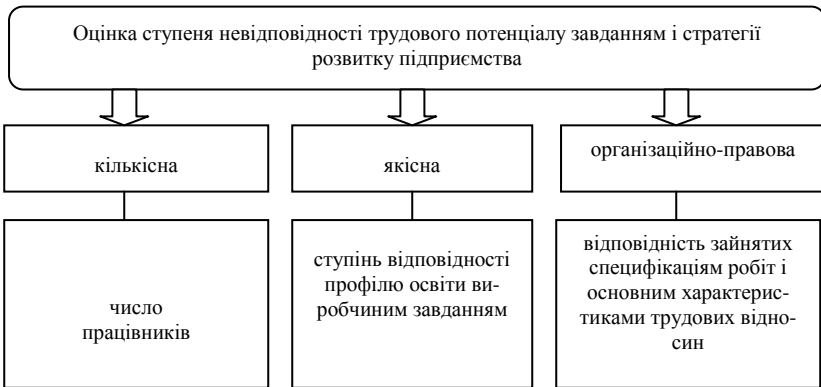 Оцінка ступеня невідповідності трудового потенціалу завданням і стратегії
розвитку підприємства
кількісна
якісна
організаційно-правова
число
працівників
ступінь відповідності
профілю освіти ви-
робчиним завданням
відповідність зайнятих
специфікаціям робіт і
основним характерис-
тиками трудових відно-
син